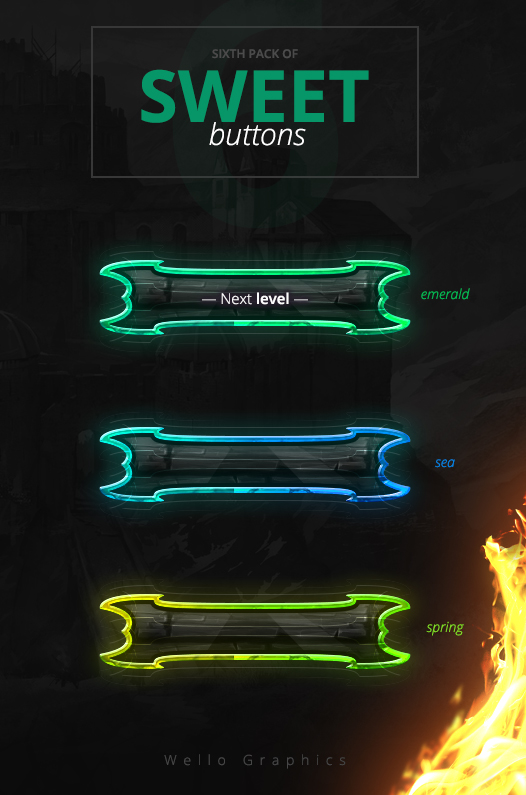 SIXTH PACK OF
SWEET
buttons
— Next level —
emerald
sea
spring
Wello Graphics